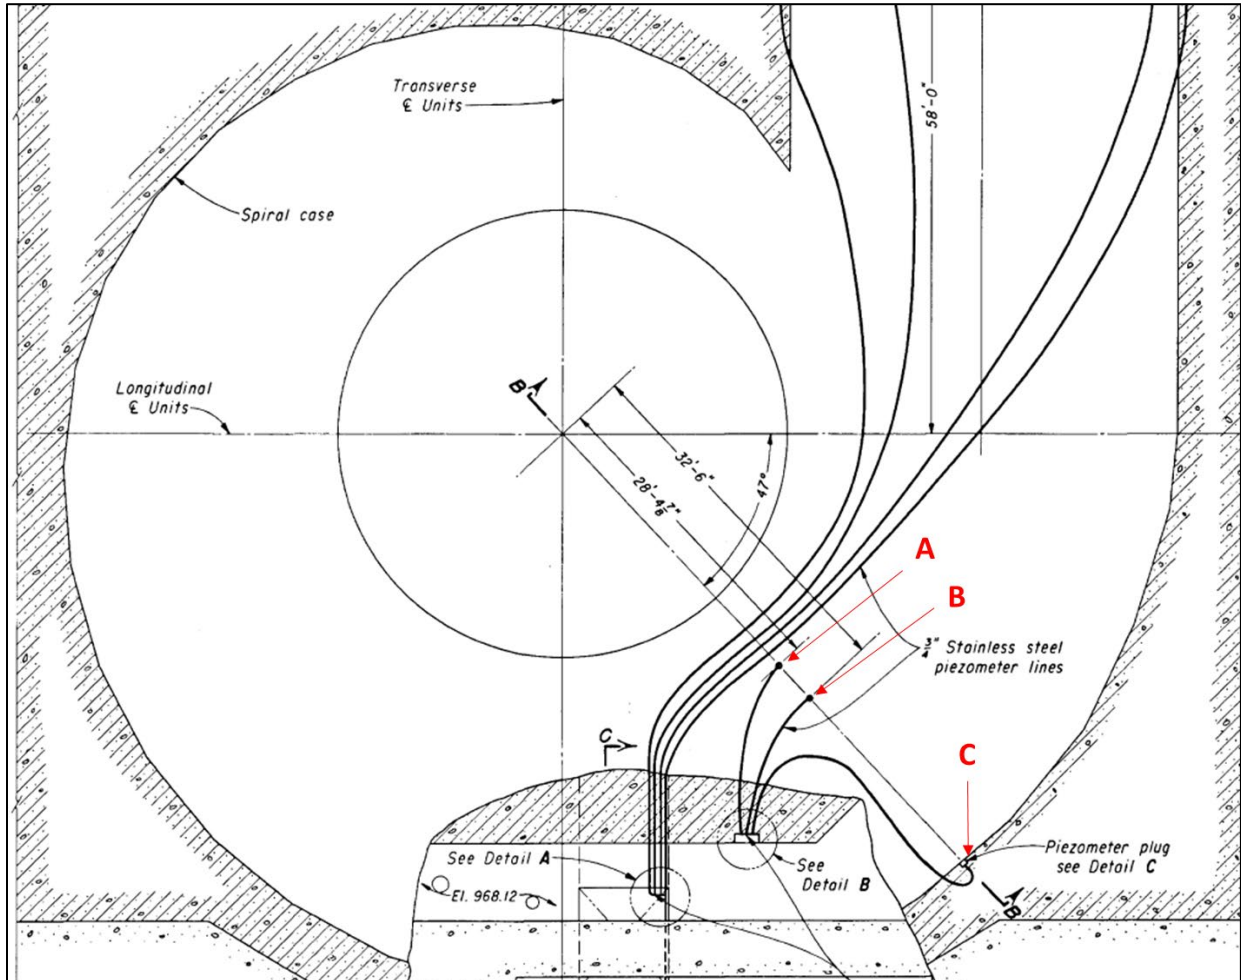 Transverse
℄ Units
58'-0"
Spiral case
Longitudinal
℄ Units
B
32'-6"
28'-4⅞"
47°
A
B
¾" Stainless steel
piezometer lines
C
C
See Detail A
El. 968.12
See
Detail B
Piezometer plug
see Detail C
B